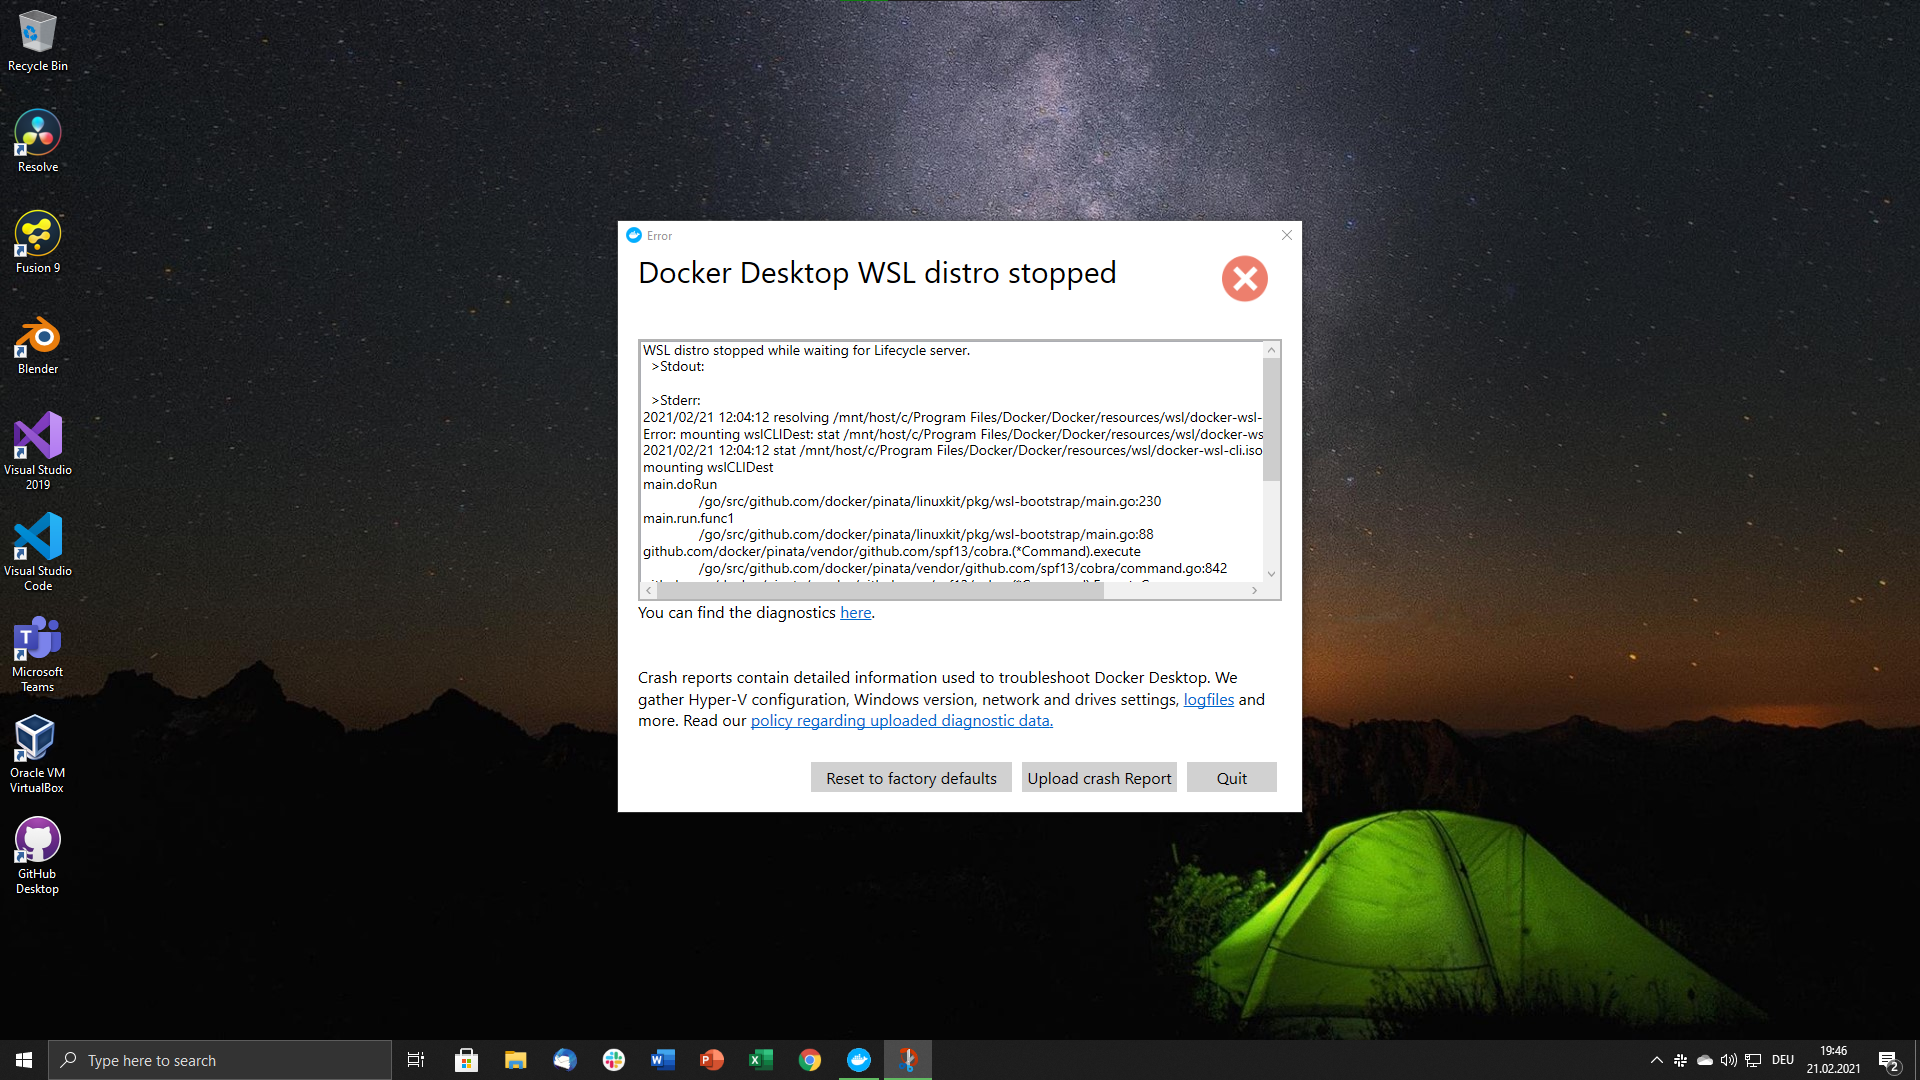 Recycle Bin
Resolve
Fusion 9
Blender
Visual Studio
2019
Visual Studio
Code
Microsoft
Teams
Oracle VM
VirtualBox
GitHub
Desktop
Error
Docker Desktop WSL distro stopped
WSL distro stopped while waiting for Lifecycle server.
>Stdout:
>Stderr:
2021/02/21 12:04:12 resolving /mnt/host/c/Program Files/Docker/Docker/resources/wsl/docker-wsl-
Error: mounting wslCLIDest: stat /mnt/host/c/Program Files/Docker/Docker/resources/wsl/docker-ws
2021/02/21 12:04:12 stat /mnt/host/c/Program Files/Docker/Docker/resources/wsl/docker-wsl-cli.iso
mounting wslCLIDest
main.doRun
/go/src/github.com/docker/pinata/linuxkit/pkg/wsl-bootstrap/main.go:230
main.run.func1
/go/src/github.com/docker/pinata/linuxkit/pkg/wsl-bootstrap/main.go:88
github.com/docker/pinata/vendor/github.com/spf13/cobra.(*Command).execute
/go/src/github.com/docker/pinata/vendor/github.com/spf13/cobra/command.go:842
You can find the diagnostics here.
Crash reports contain detailed information used to troubleshoot Docker Desktop. We
gather Hyper-V configuration, Windows version, network and drives settings, logfiles and
more. Read our policy regarding uploaded diagnostic data.
Reset to factory defaults
Upload crash Report
Quit
Type here to search
DEU
19:46
21.02.2021
2